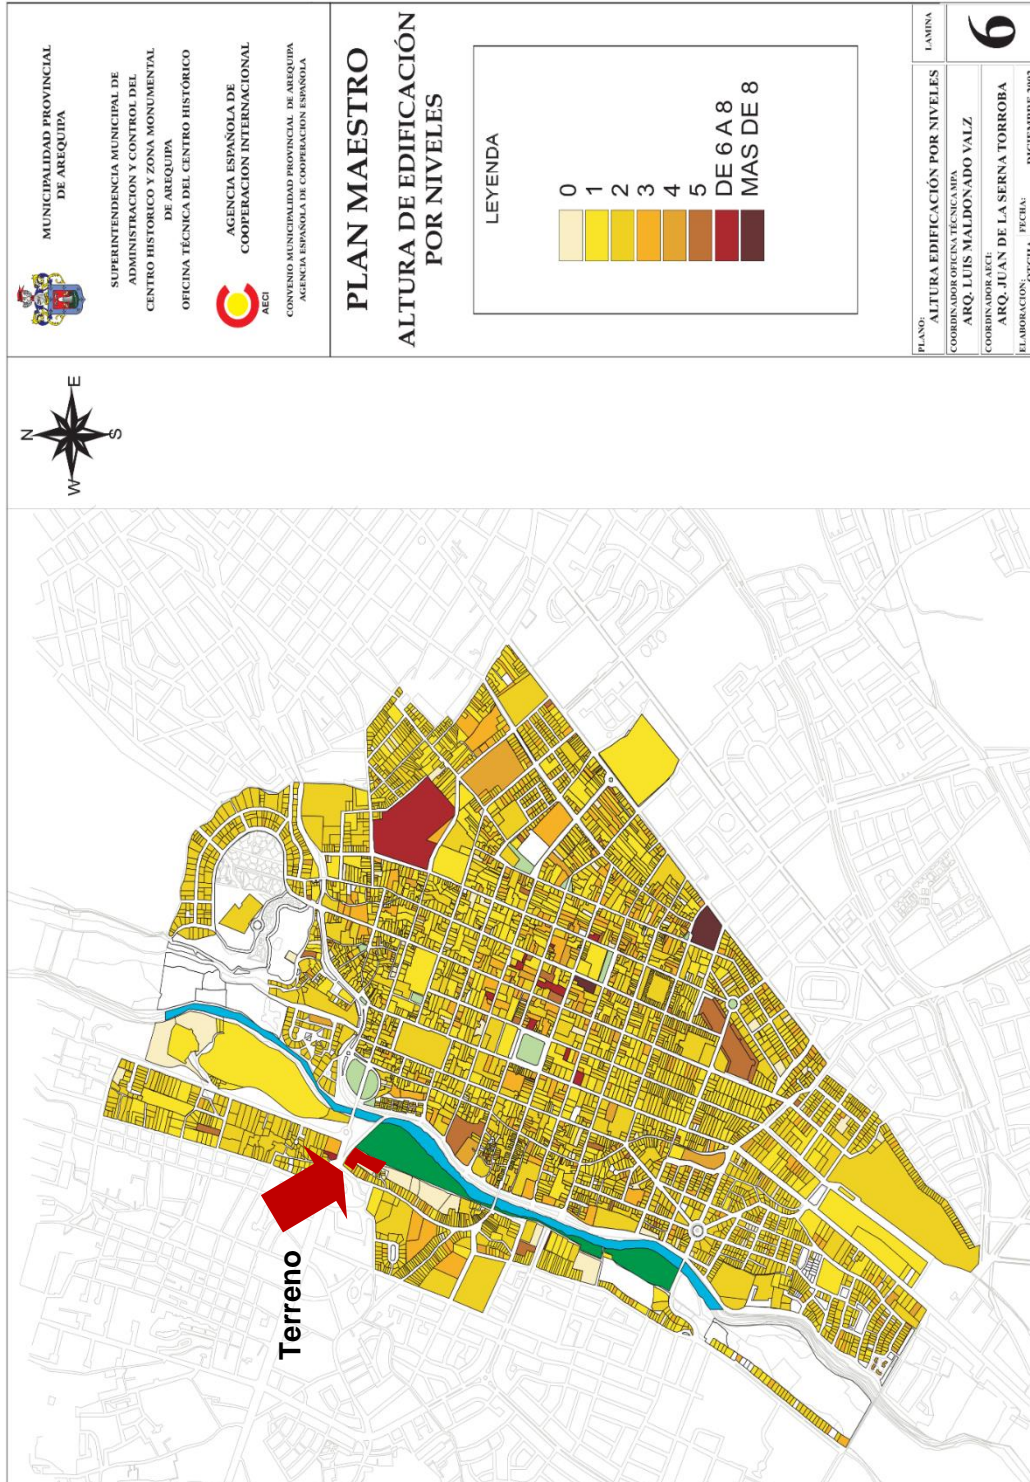 MUNICIPALIDAD PROVINCIAL
DE AREQUIPA
SUPERINTENDENCIA MUNICIPAL DE
ADMINISTRACION Y CONTROL DEL
CENTRO HISTORICO Y ZONA MONUMENTAL
DE AREQUIPA
OFICINA TÉCNICA DEL CENTRO HISTÓRICO
AECI
AGENCIA ESPAÑOLA DE
COOPERACION INTERNACIONAL
CONVENIO MUNICIPALIDAD PROVINCIAL DE AREQUIPA
AGENCIA ESPAÑOLA DE COOPERACION ESPAÑOLA
PLAN MAESTRO
ALTURA DE EDIFICACIÓN
POR NIVELES
LEYENDA
0
1
2
3
4
5
DE 6 A 8
MAS DE 8
PLANO:
ALTURA EDIFICACIÓN POR NIVELES
LAMINA
6
COORDINADOR OFICINA TÉCNICA MPA
ARQ. LUIS MALDONADO VALZ
COORDINADOR AECI:
ARQ. JUAN DE LA SERNA TORROBA
ELABORACION:
FECHA:
N
E
S
W
Terreno